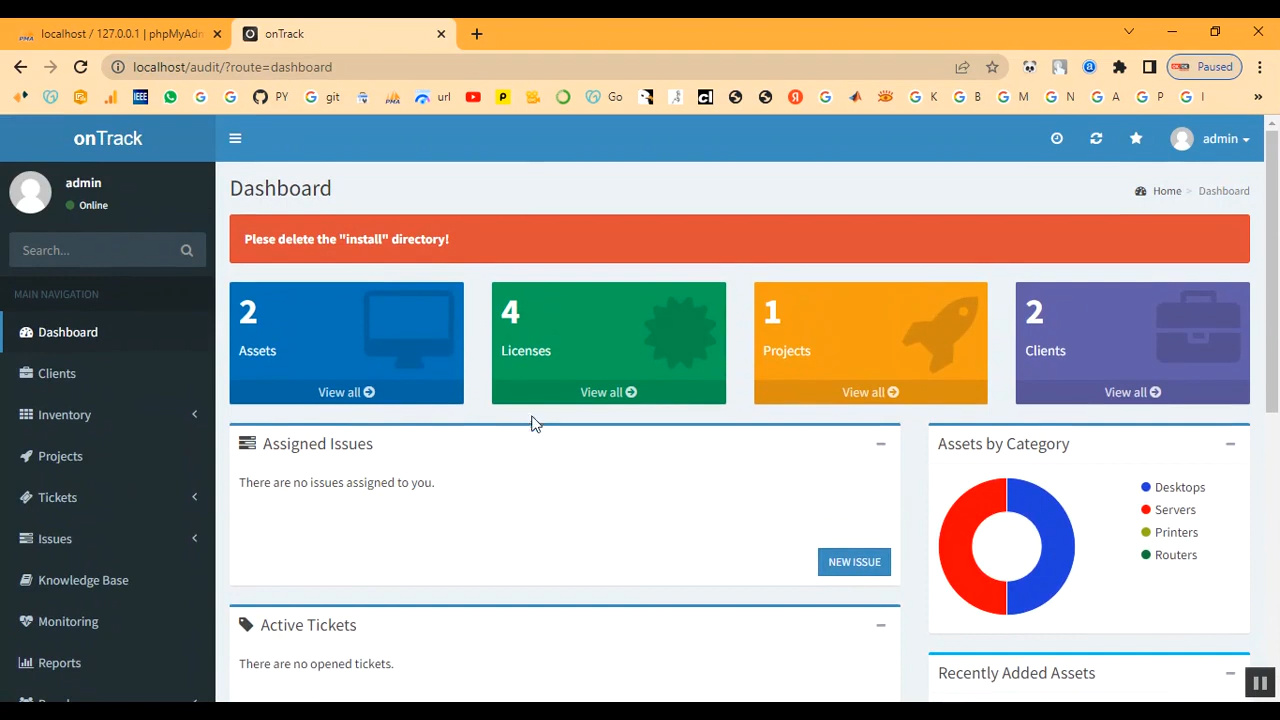 localhost / 127.0.0.1 | phpMyAdn
onTrack
localhost/audit/?route=dashboard
Paused
IEEE
PY
git
PMA
url
Go
K
B
M
N
A
P
I
»
onTrack
admin
Dashboard
Home > Dashboard
admin
Online
Plese delete the "install" directory!
Search...
MAIN NAVIGATION
Dashboard
Clients
Inventory
Projects
Tickets
Issues
Knowledge Base
Monitoring
Reports
2
Assets
View all
4
Licenses
View all
1
Projects
View all
2
Clients
View all
Assigned Issues
There are no issues assigned to you.
NEW ISSUE
Assets by Category
Desktops
Servers
Printers
Routers
Active Tickets
There are no opened tickets.
Recently Added Assets